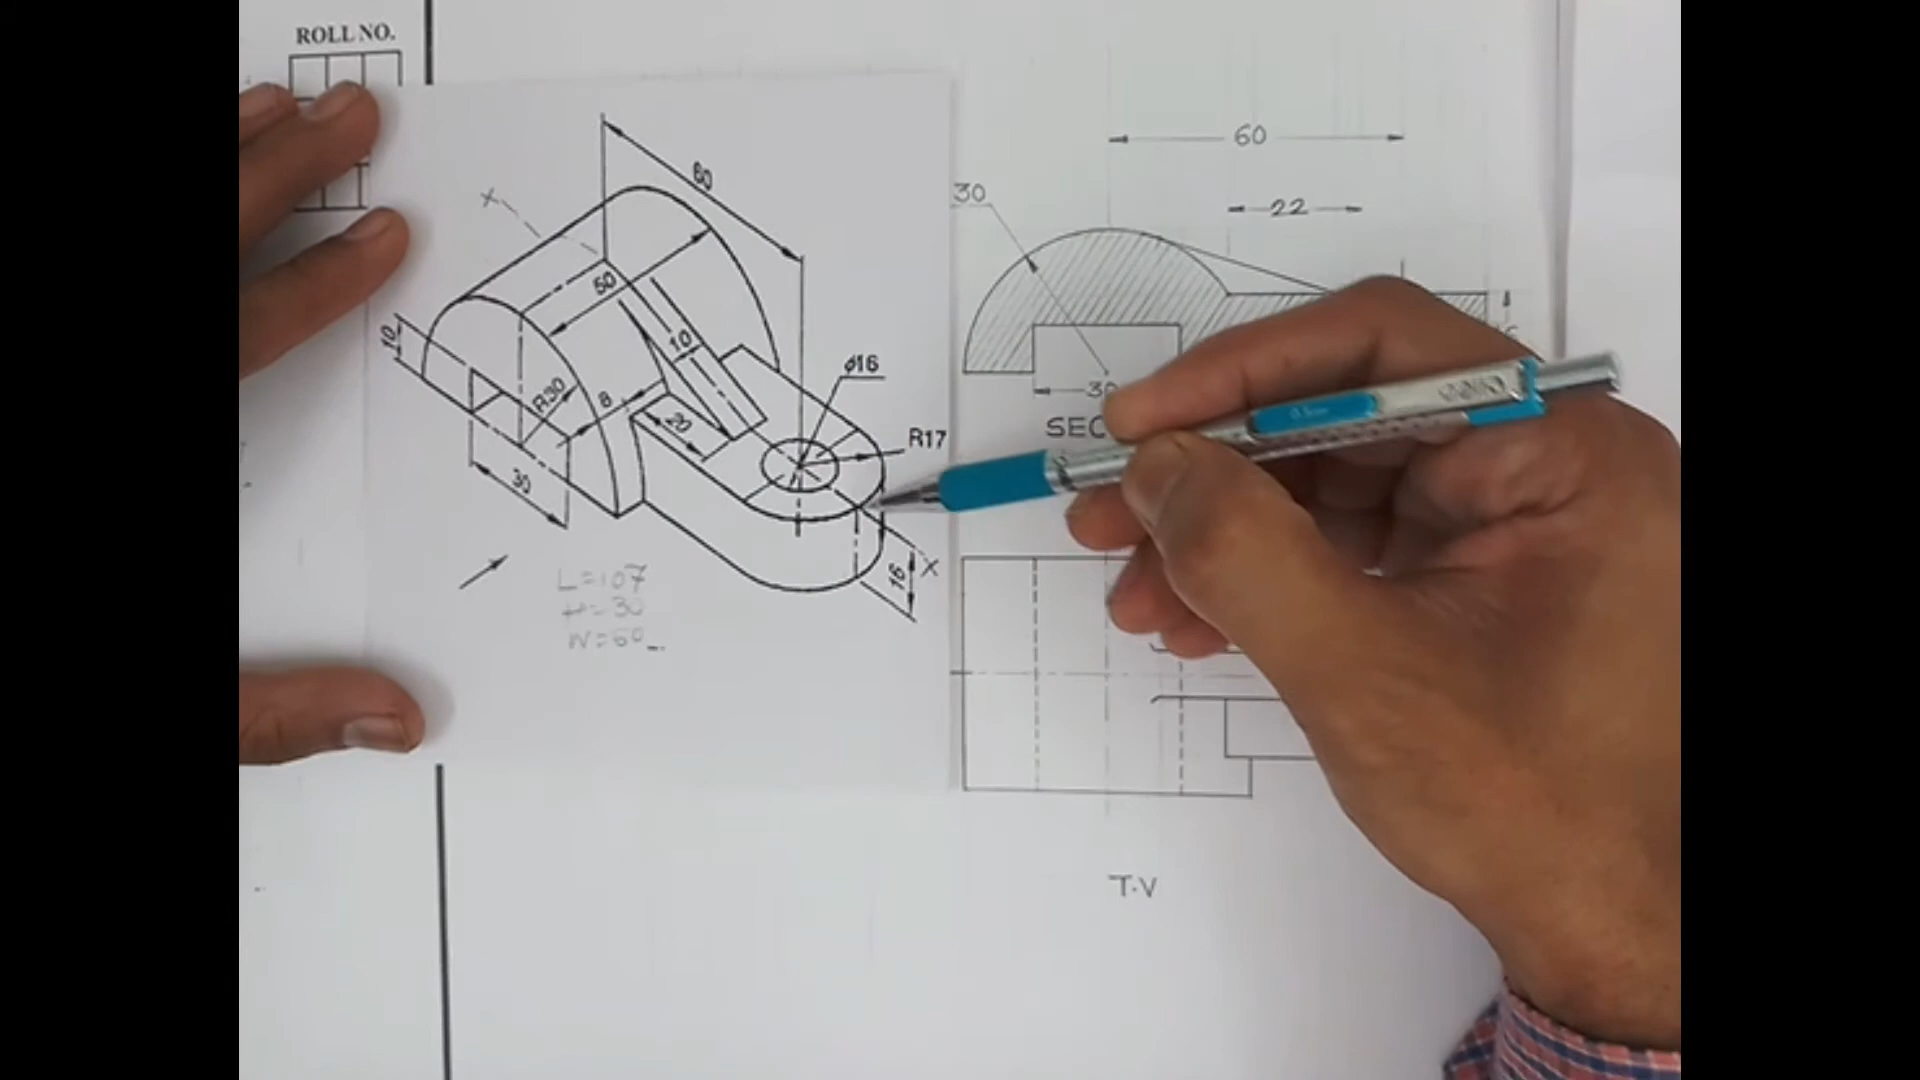 ROLL NO.
60
X
50
10
10
ø16
R30
8
20
R17
30
16
X
L=107
H=30
W=60
60
30
22
30
SEC
T.V